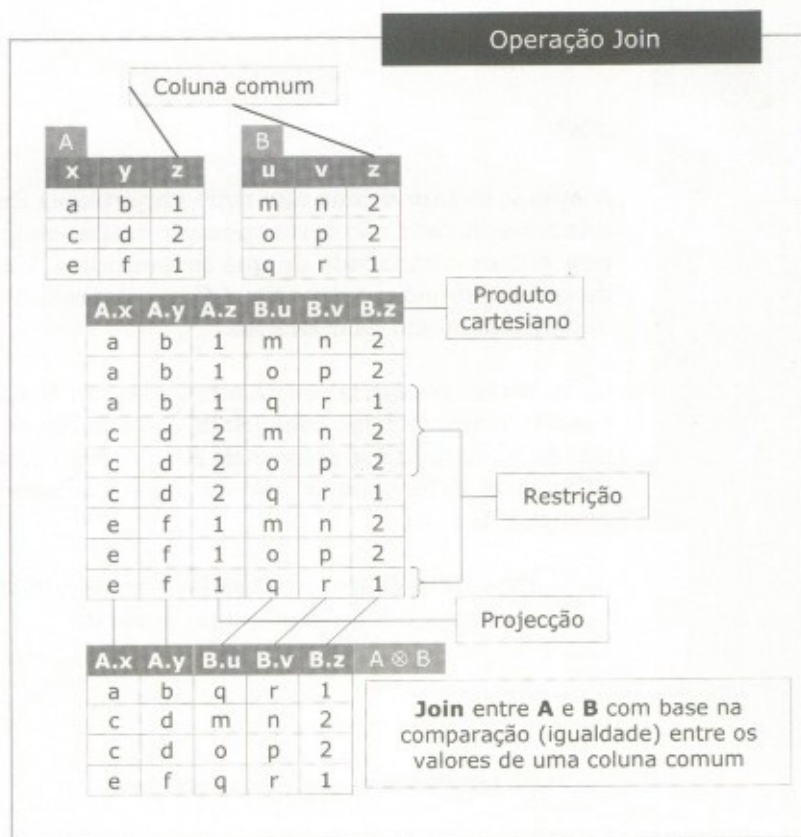 Operação Join
Coluna comum
A
x y z
a b 1
c d 2
e f 1
B
u v z
m n 2
o p 2
q r 1
A.x A.y A.z B.u B.v B.z
a b 1 m n 2
a b 1 o p 2
a b 1 q r 1
c d 2 m n 2
c d 2 o p 2
c d 2 q r 1
e f 1 m n 2
e f 1 o p 2
e f 1 q r 1
Produto
cartesiano
Restrição
Projecção
A.x A.y B.u B.v B.z A ⊗ B
a b q r 1
c d m n 2
c d o p 2
e f q r 1
Join entre A e B com base na
comparação (igualdade) entre os
valores de uma coluna comum